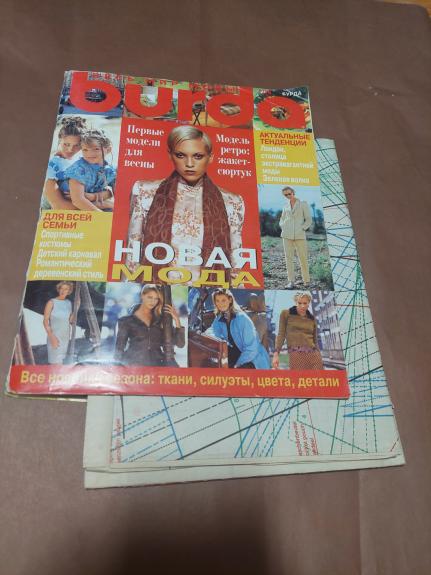 burda
БУРДА
Первые
модели
для
весны
Модель
ретро:
жакет-
сюртук
АКТУАЛЬНЫЕ
ТЕНДЕНЦИИ
Лондон,
столица
экстравагантной
моды
Зеленая волна
ДЛЯ ВСЕЙ
СЕМЬИ
Спортивные
костюмы
Детский карнавал
Романтический
деревенский стиль
НОВАЯ
МОДА
Все новинки сезона: ткани, силуэты, цвета, детали